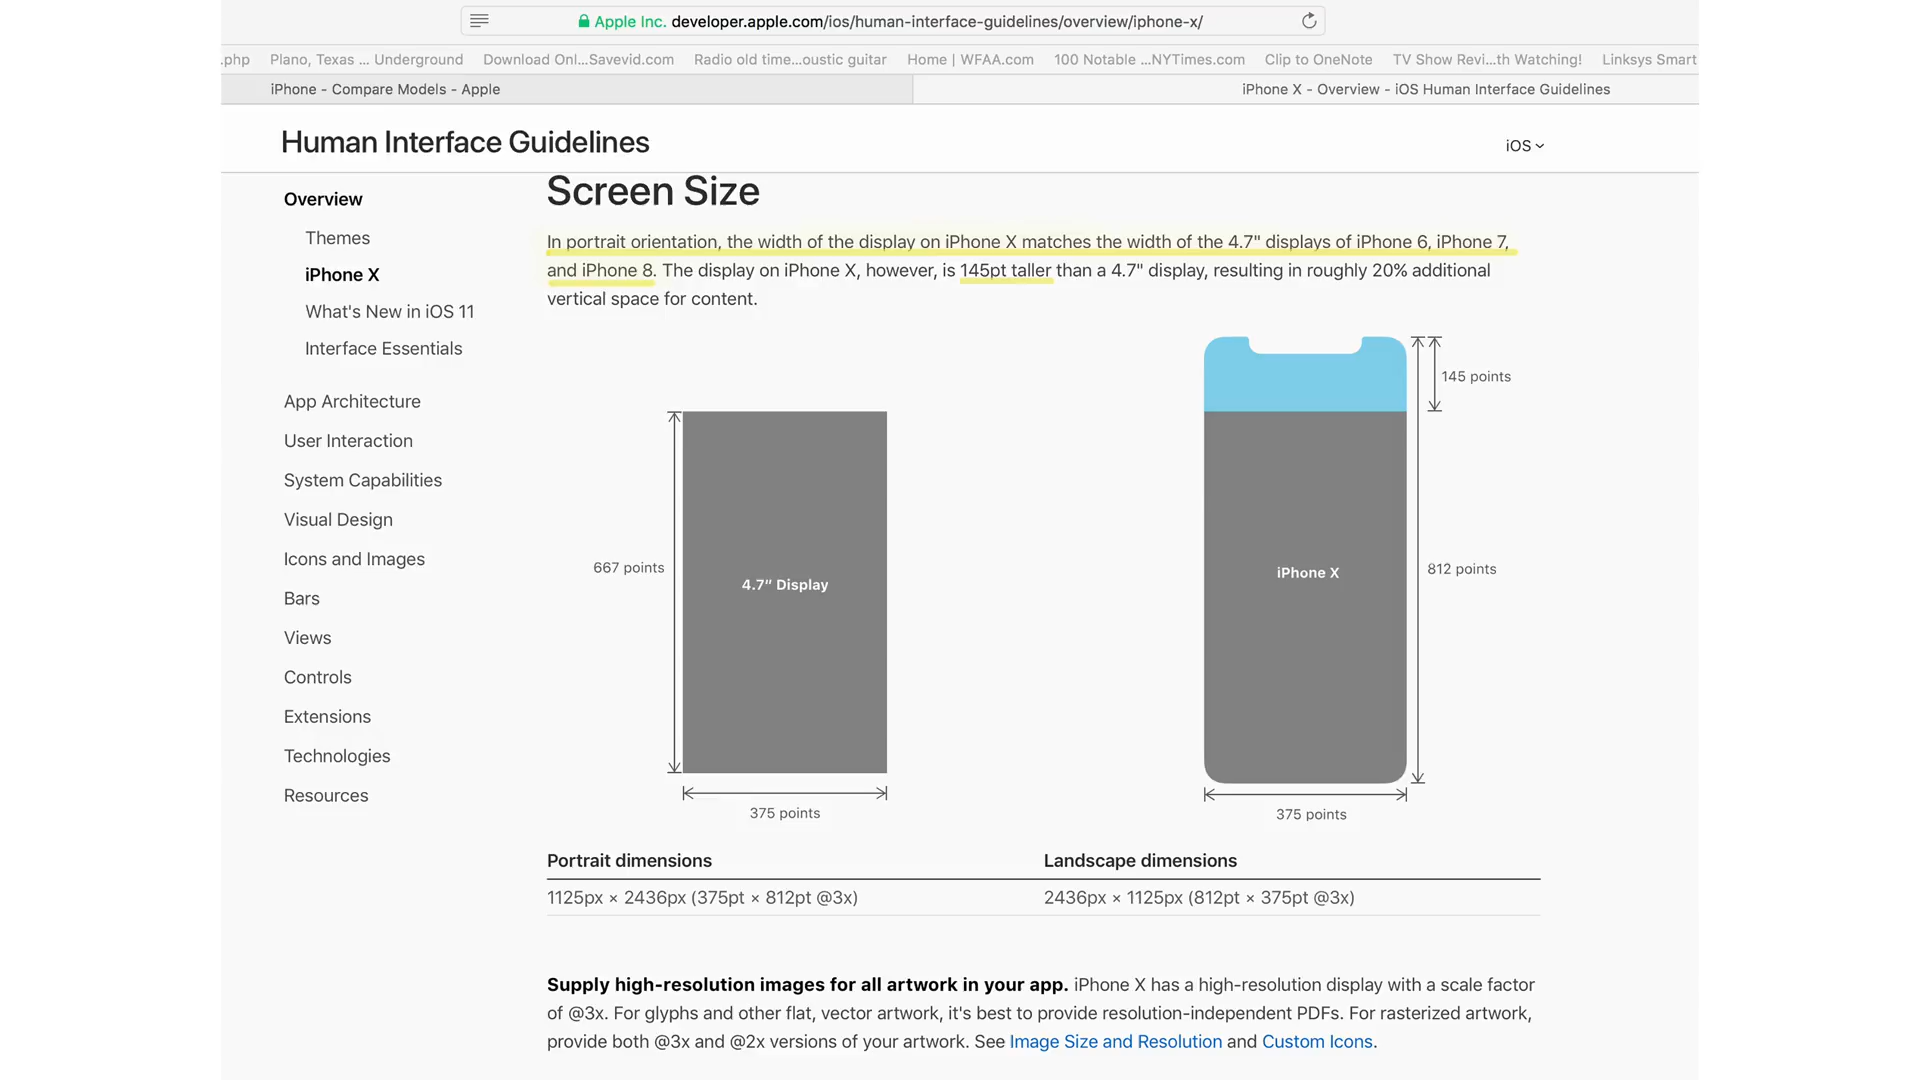 Apple Inc. developer.apple.com/ios/human-interface-guidelines/overview/iphone-x/
.php Plano, Texas ... Underground Download Onl...Savevid.com Radio old time...oustic guitar Home | WFAA.com 100 Notable ...NYTimes.com Clip to OneNote TV Show Revi...th Watching! Linksys Smart
iPhone - Compare Models - Apple iPhone X - Overview - iOS Human Interface Guidelines
Human Interface Guidelines
iOS
Overview
Themes
iPhone X
What's New in iOS 11
Interface Essentials
App Architecture
User Interaction
System Capabilities
Visual Design
Icons and Images
Bars
Views
Controls
Extensions
Technologies
Resources
Screen Size
In portrait orientation, the width of the display on iPhone X matches the width of the 4.7" displays of iPhone 6, iPhone 7,
and iPhone 8. The display on iPhone X, however, is 145pt taller than a 4.7" display, resulting in roughly 20% additional
vertical space for content.
667 points
4.7" Display
375 points
145 points
iPhone X
812 points
375 points
Portrait dimensions Landscape dimensions
1125px × 2436px (375pt × 812pt @3x) 2436px × 1125px (812pt × 375pt @3x)
Supply high-resolution images for all artwork in your app. iPhone X has a high-resolution display with a scale factor
of @3x. For glyphs and other flat, vector artwork, it's best to provide resolution-independent PDFs. For rasterized artwork,
provide both @3x and @2x versions of your artwork. See Image Size and Resolution and Custom Icons.